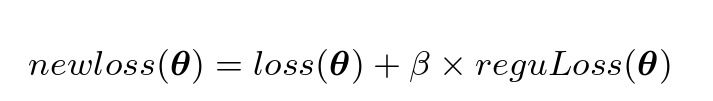 newloss(θ) = loss(θ) + β × reguLoss(θ)